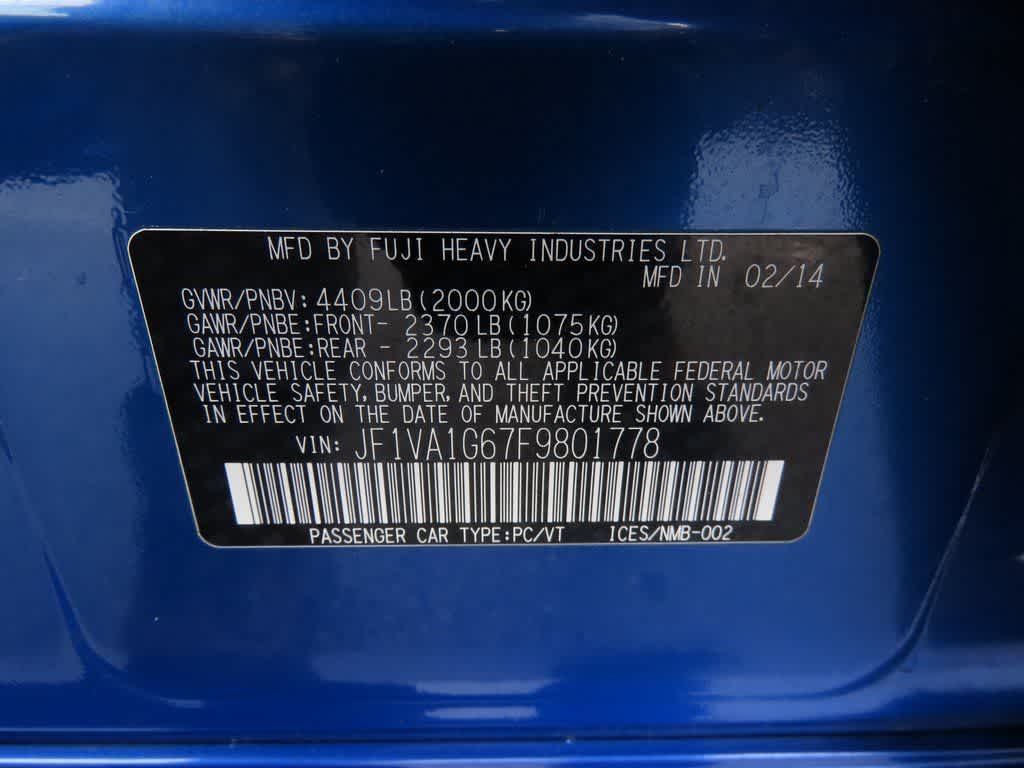 MFD BY FUJI HEAVY INDUSTRIES LTD.
MFD IN 02/14
GVWR/PNBV: 4409LB(2000KG)
GAWR/PNBE:FRONT- 2370LB(1075KG)
GAWR/PNBE:REAR - 2293LB(1040KG)
THIS VEHICLE CONFORMS TO ALL APPLICABLE FEDERAL MOTOR
VEHICLE SAFETY, BUMPER, AND THEFT PREVENTION STANDARDS
IN EFFECT ON THE DATE OF MANUFACTURE SHOWN ABOVE.
VIN: JF1VA1G67F9801778
PASSENGER CAR TYPE:PC/VT ICES/NMB-002